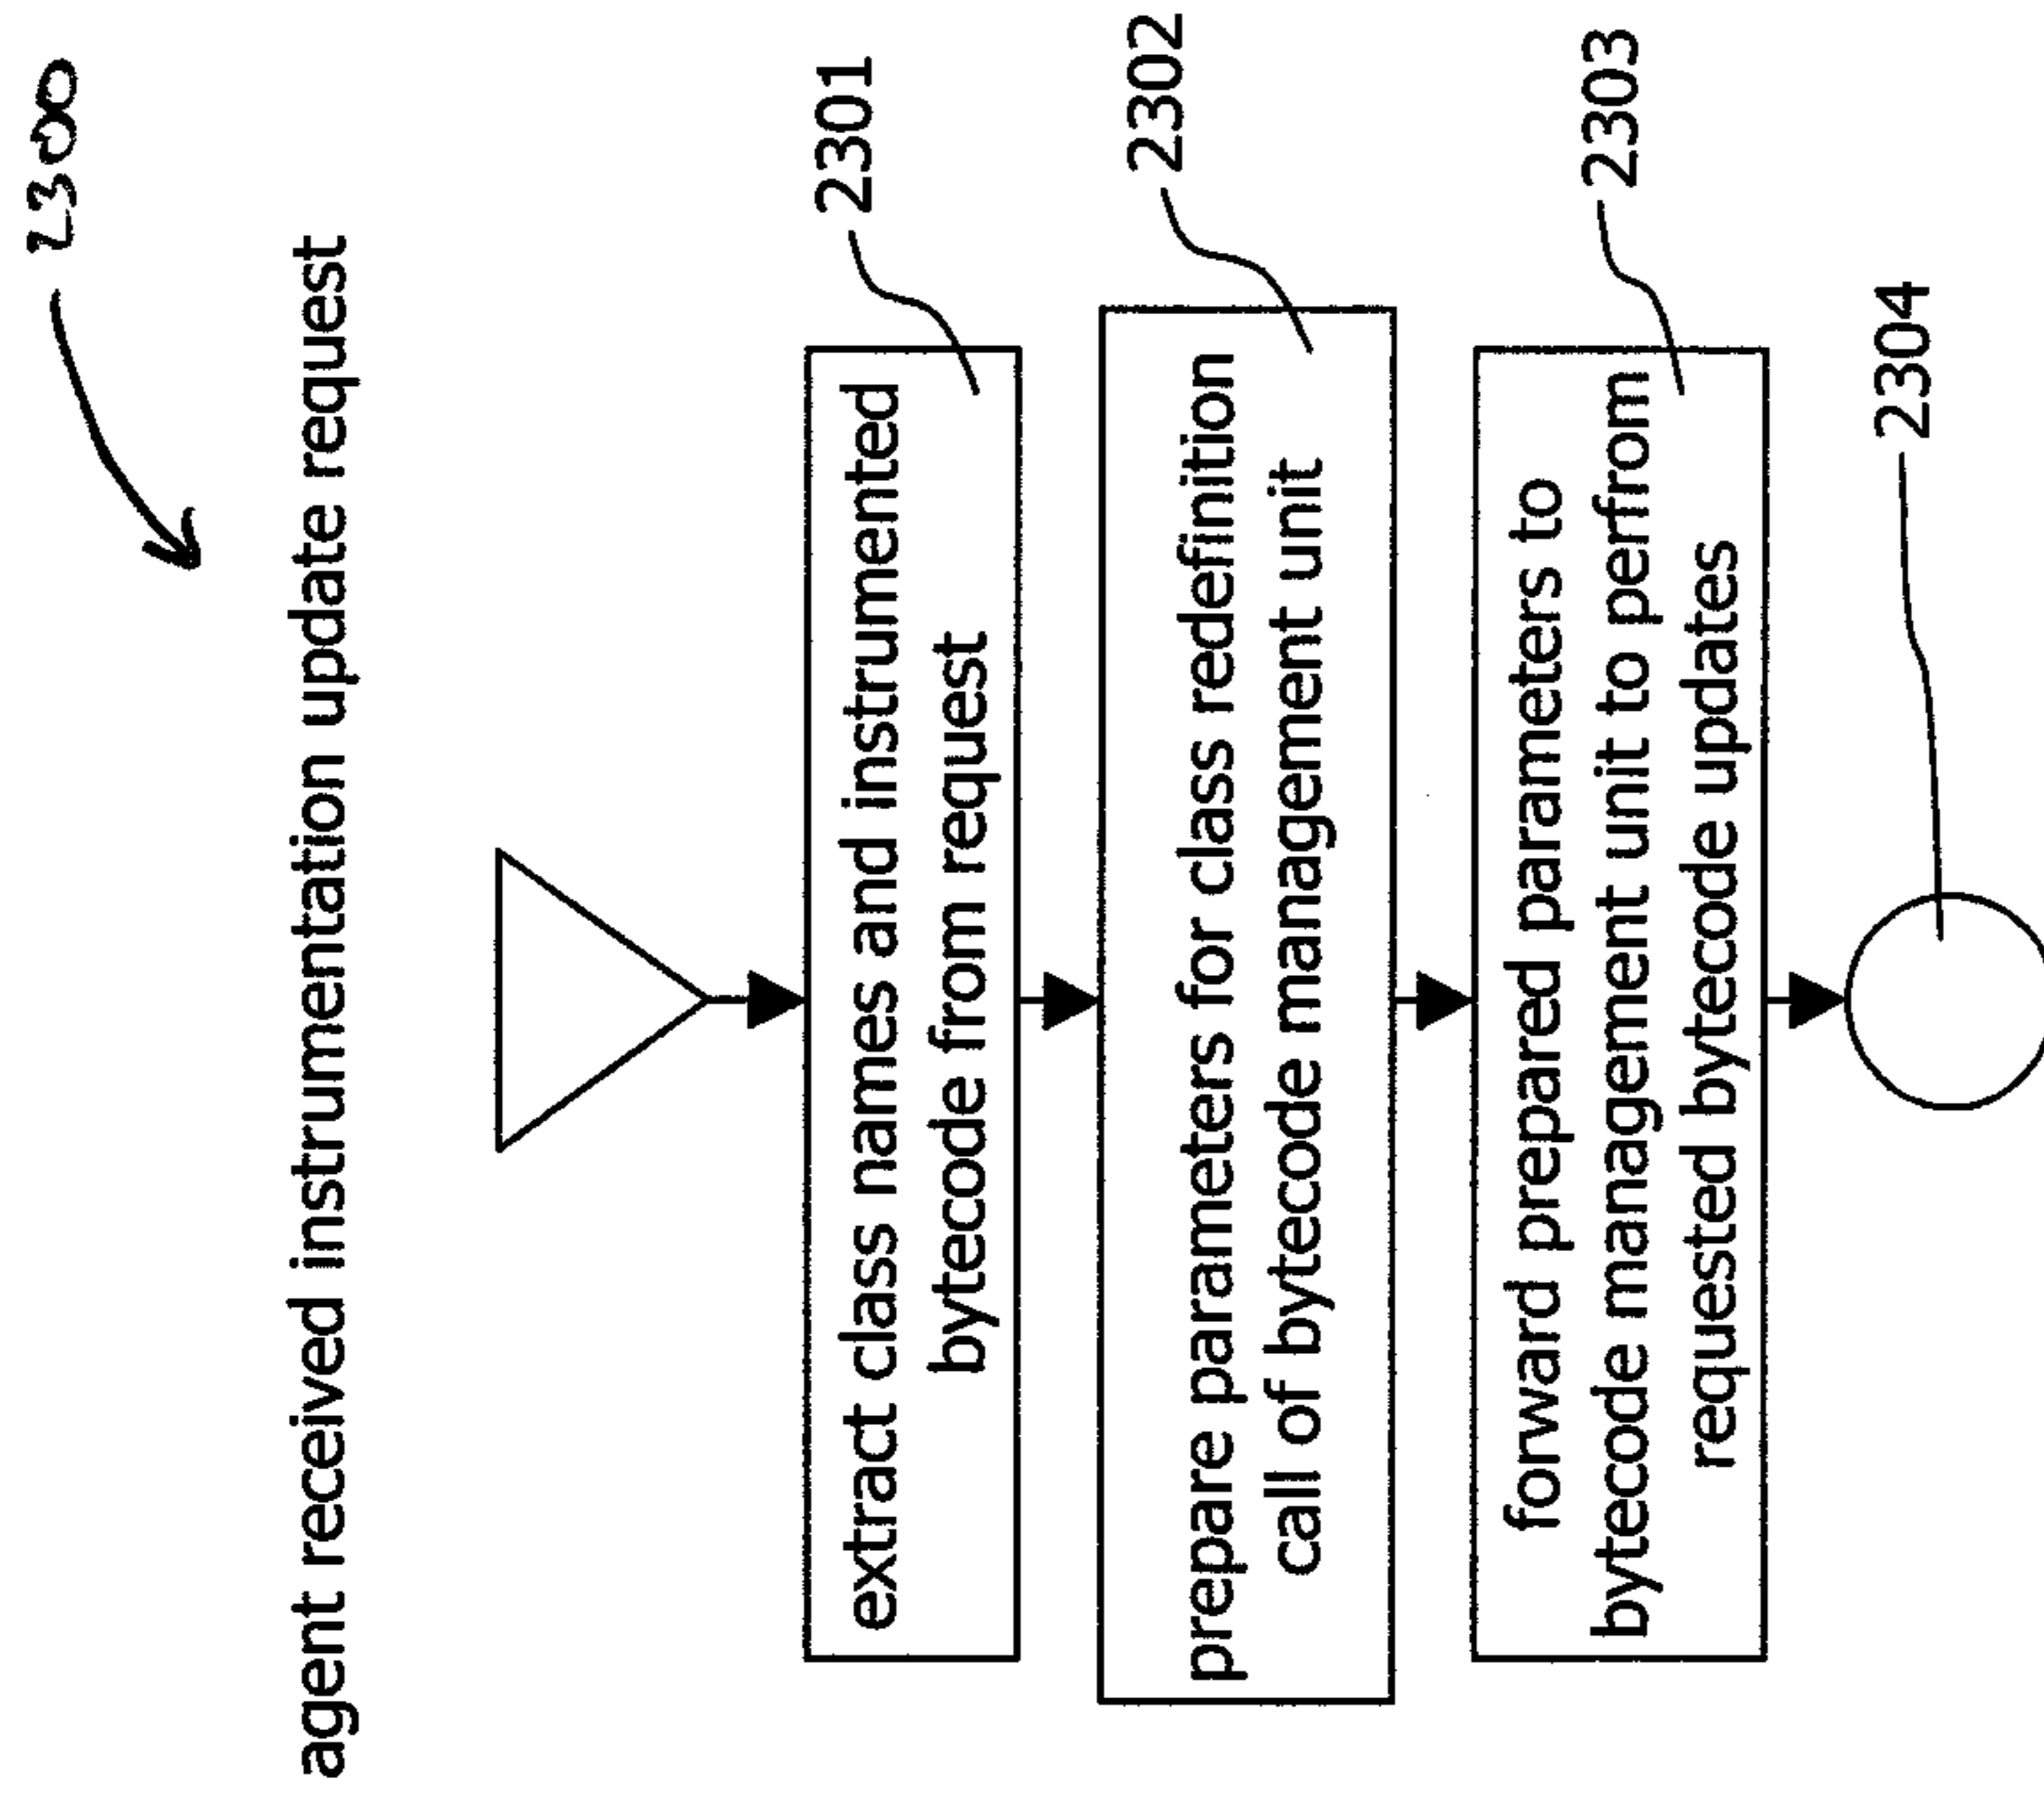 2300
agent received instrumentation update request
extract class names and instrumented
bytecode from request
2301
prepare parameters for class redefinition
call of bytecode management unit
2302
forward prepared parameters to
bytecode management unit to perfrom
requested bytecode updates
2303
2304